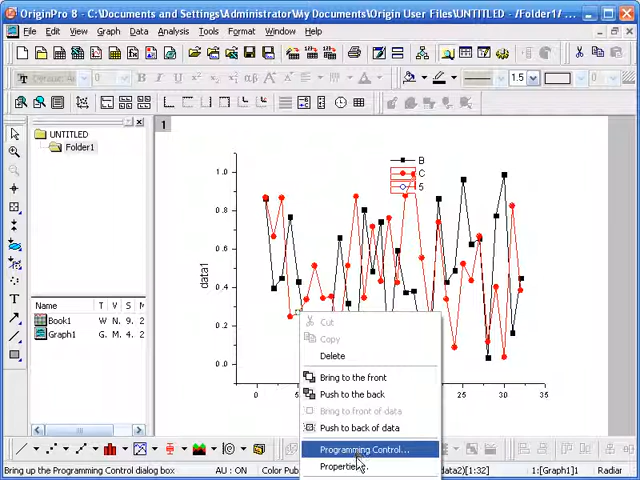 OriginPro 8 - C:\Documents and Settings\Administrator\My Documents\Origin User Files\UNTITLED - /Folder1/ * ...
File Edit View Graph Data Analysis Tools Format Window Help
Default: A 0 B I U 1.5 0
UNTITLED
Folder1
Name T V.. S.. M
Book1 W N. 9. 2
Graph1 G. M. 4. 2
1
B
C
5
1.0
0.8
0.6
0.4
0.2
0.0
data1
0 5 30 35
Cut
Copy
Delete
Bring to the front
Push to the back
Bring to front of data
Push to back of data
Programming Control...
Properties...
T
Bring up the Programming Control dialog box
AU : ON
Color Pub
data2)[1:32]
1:[Graph1]!
Radial